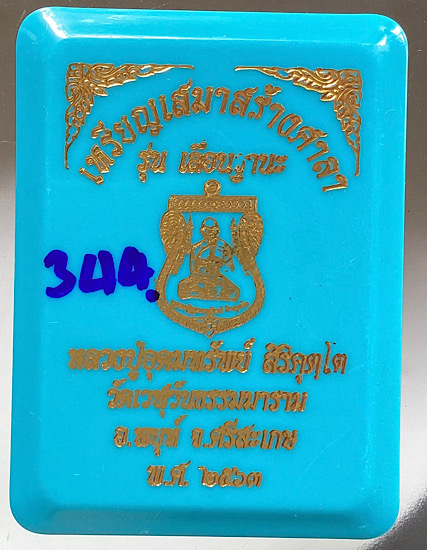 เหรียญเสมาสร้างศาลา
รุ่น เลื่อนฐานะ
344.
หลวงปู่อุดมทรัพย์ สิริคุตฺโต
วัดเวฬุวันธรรมมาราม
อ.พยุห์ จ.ศรีสะเกษ
พ.ศ. ๒๕๖๓